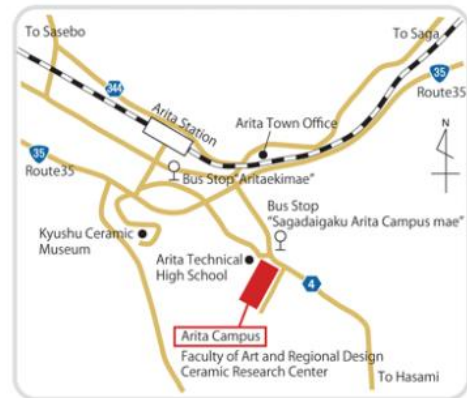 To Sasebo
To Saga
344
35
Route35
Arita Station
Arita Town Office
N
35
Route35
Bus Stop"Aritaekimae"
Bus Stop
"Sagadaigaku Arita Campus mae"
Kyushu Ceramic
Museum
Arita Technical
High School
4
Arita Campus
Faculty of Art and Regional Design
Ceramic Research Center
To Hasami